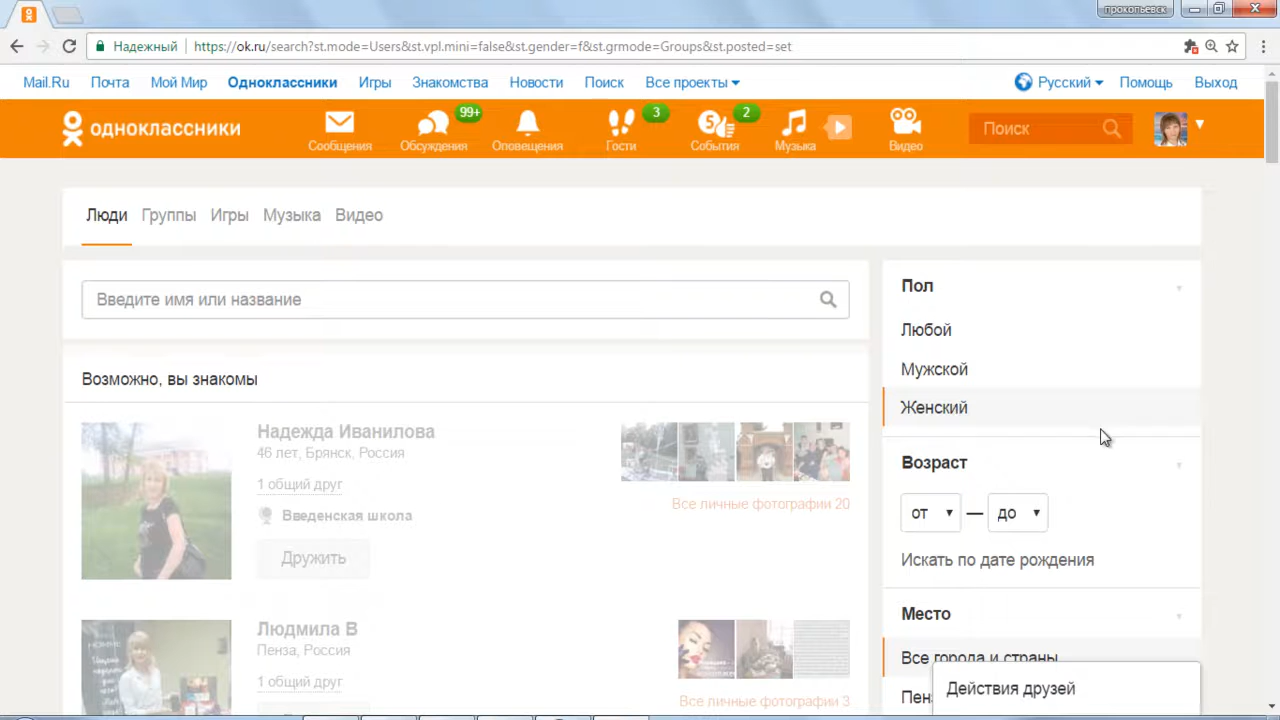 прокопьевск
Надежный
https://ok.ru/search?st.mode=Users&st.vpl.mini=false&st.gender=f&st.grmode=Groups&st.posted=set
Mail.Ru Почта Мой Мир Одноклассники Игры Знакомства Новости Поиск Все проекты Русский Помощь Выход
одноклассники
99+ 3 5 2
Сообщения Обсуждения Оповещения Гости События Музыка Видео
Поиск
Люди Группы Игры Музыка Видео
Введите имя или название
Возможно, вы знакомы
Надежда Иванилова
46 лет, Брянск, Россия
1 общий друг
Введенская школа
Дружить
Все личные фотографии 20
Людмила В
Пенза, Россия
1 общий друг
Все личные фотографии 3
Пол
Любой
Мужской
Женский
Возраст
от — до
Искать по дате рождения
Место
Все города и страны
Действия друзей